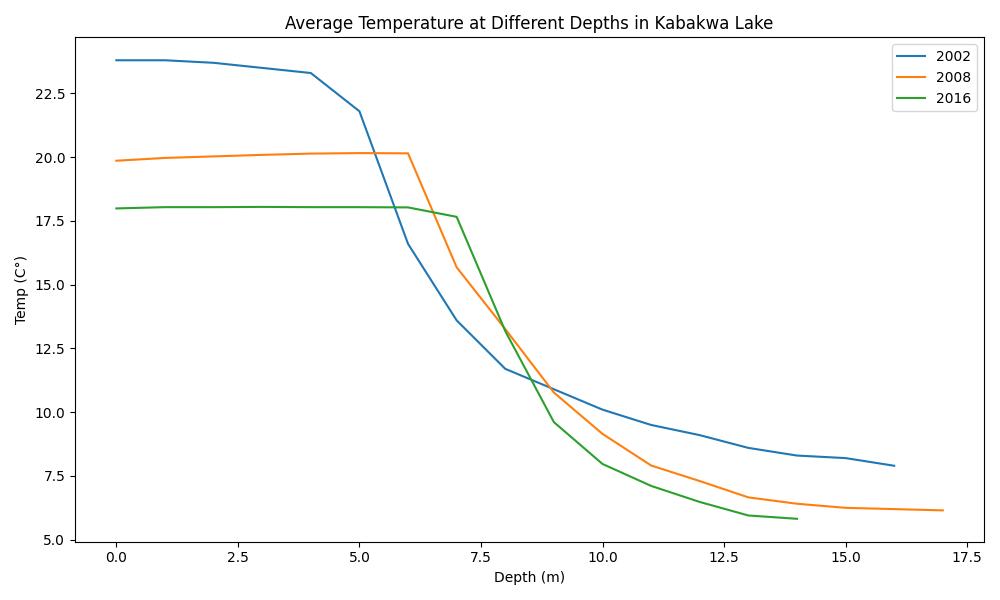 Average Temperature at Different Depths in Kabakwa Lake
2002
2008
2016
22.5
20.0
17.5
15.0
12.5
10.0
7.5
5.0
Temp (C°)
0.0 2.5 5.0 7.5 10.0 12.5 15.0 17.5
Depth (m)